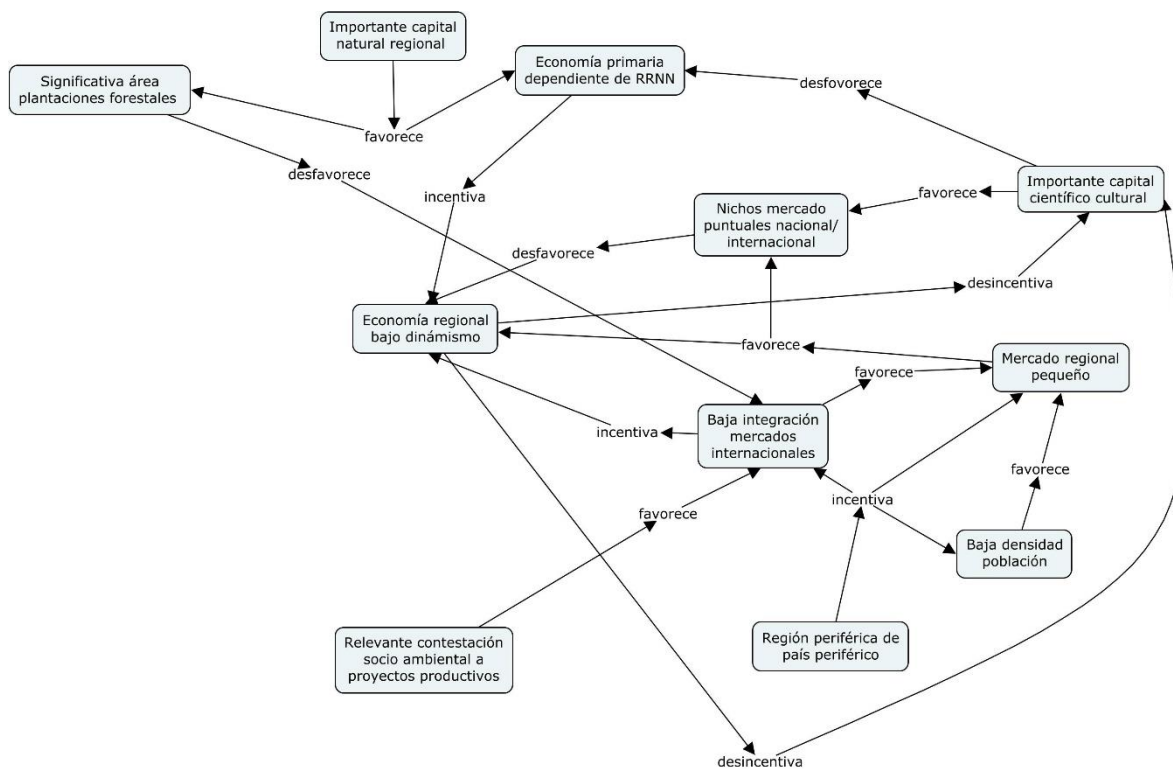 Importante capital
natural regional
Economía primaria
dependiente de RRNN
Significativa área
plantaciones forestales
desfovorece
favorece
desfavorece
incentiva
Importante capital
científico cultural
favorece
Nichos mercado
puntuales nacional/
internacional
desfavorece
desincentiva
Economía regional
bajo dinámismo
favorece
Mercado regional
pequeño
favorece
Baja integración
mercados
internacionales
incentiva
favorece
incentiva
favorece
Baja densidad
población
Relevante contestación
socio ambiental a
proyectos productivos
Región periférica de
país periférico
desincentiva